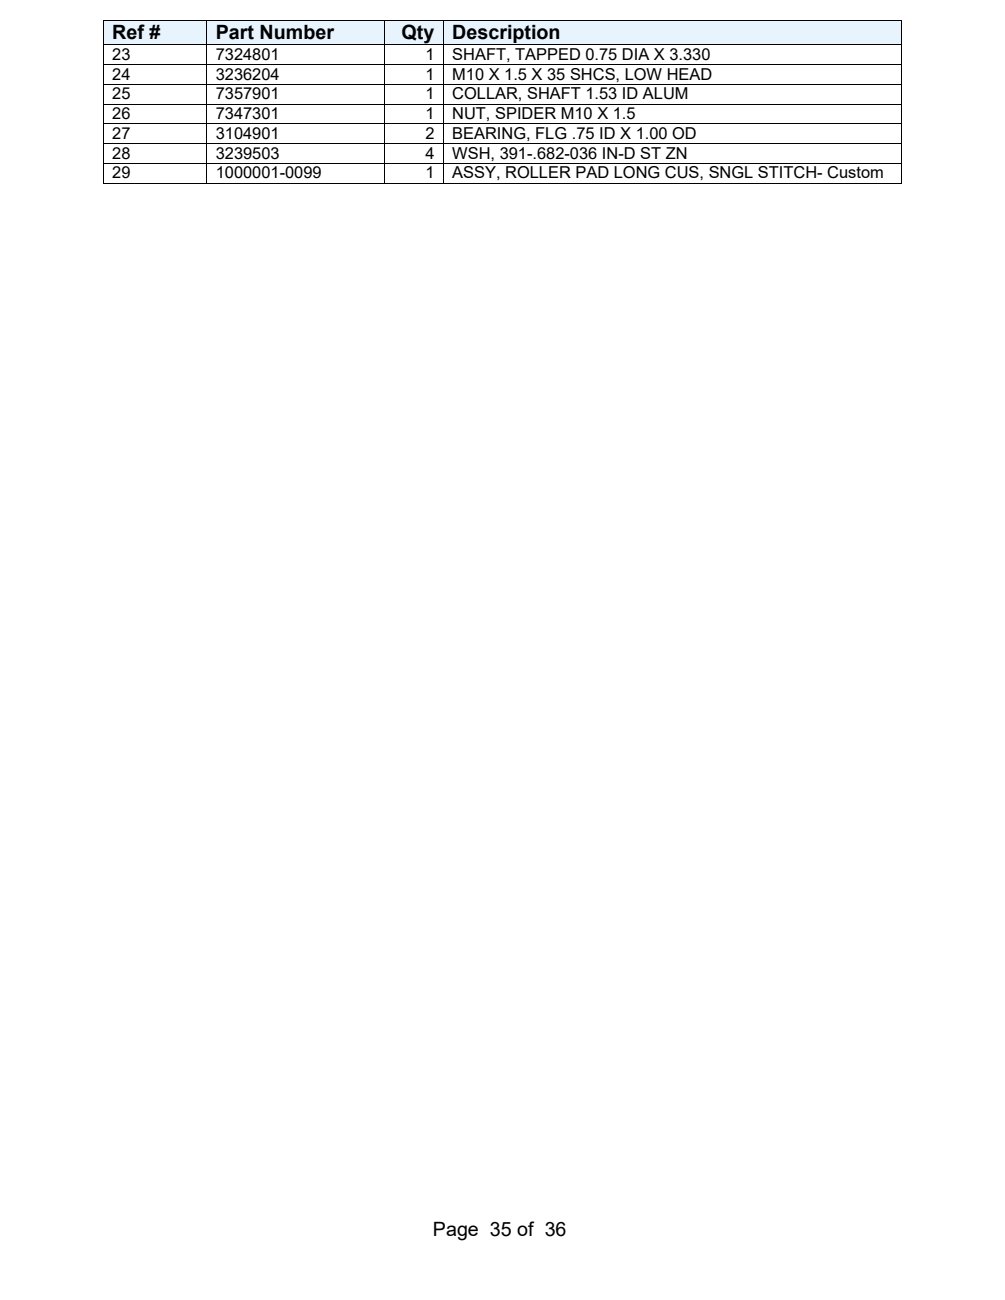 Ref # Part Number Qty Description
23 7324801 1 SHAFT, TAPPED 0.75 DIA X 3.330
24 3236204 1 M10 X 1.5 X 35 SHCS, LOW HEAD
25 7357901 1 COLLAR, SHAFT 1.53 ID ALUM
26 7347301 1 NUT, SPIDER M10 X 1.5
27 3104901 2 BEARING, FLG .75 ID X 1.00 OD
28 3239503 4 WSH, 391-.682-036 IN-D ST ZN
29 1000001-0099 1 ASSY, ROLLER PAD LONG CUS, SNGL STITCH- Custom
Page 35 of 36